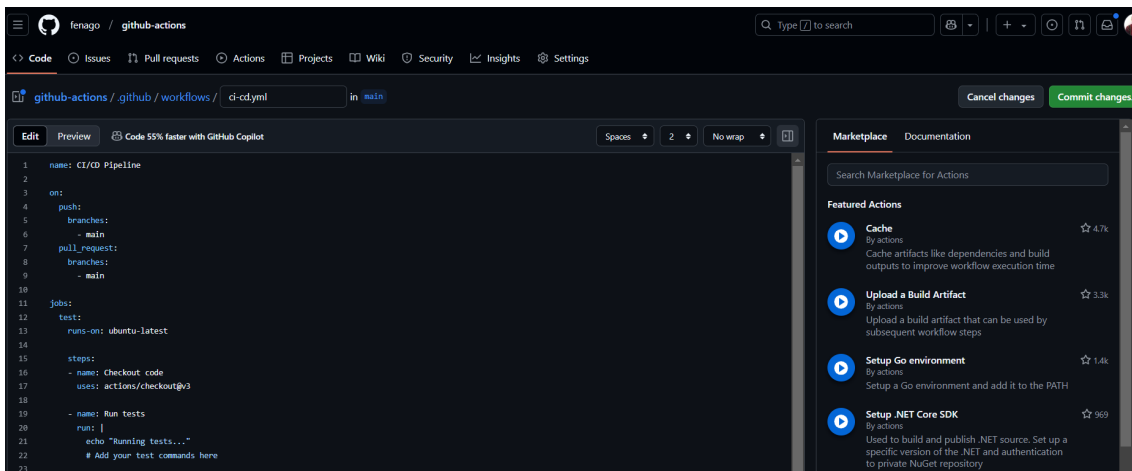 fenago / github-actions
Type / to search
Code Issues Pull requests Actions Projects Wiki Security Insights Settings
github-actions / .github / workflows / ci-cd.yml in main
Cancel changes Commit changes
Edit Preview Code 55% faster with GitHub Copilot
Spaces 2 No wrap
1 name: CI/CD Pipeline
2
3 on:
4 push:
5 branches:
6 - main
7 pull_request:
8 branches:
9 - main
10
11 jobs:
12 test:
13 runs-on: ubuntu-latest
14
15 steps:
16 - name: Checkout code
17 uses: actions/checkout@v3
18
19 - name: Run tests
20 run: |
21 echo "Running tests..."
22 # Add your test commands here
23
Marketplace Documentation
Search Marketplace for Actions
Featured Actions
Cache 4.7k
By actions
Cache artifacts like dependencies and build
outputs to improve workflow execution time
Upload a Build Artifact 3.3k
By actions
Upload a build artifact that can be used by
subsequent workflow steps
Setup Go environment 1.4k
By actions
Setup a Go environment and add it to the PATH
Setup .NET Core SDK 969
By actions
Used to build and publish .NET source. Set up a
specific version of the .NET and authentication
to private NuGet repository